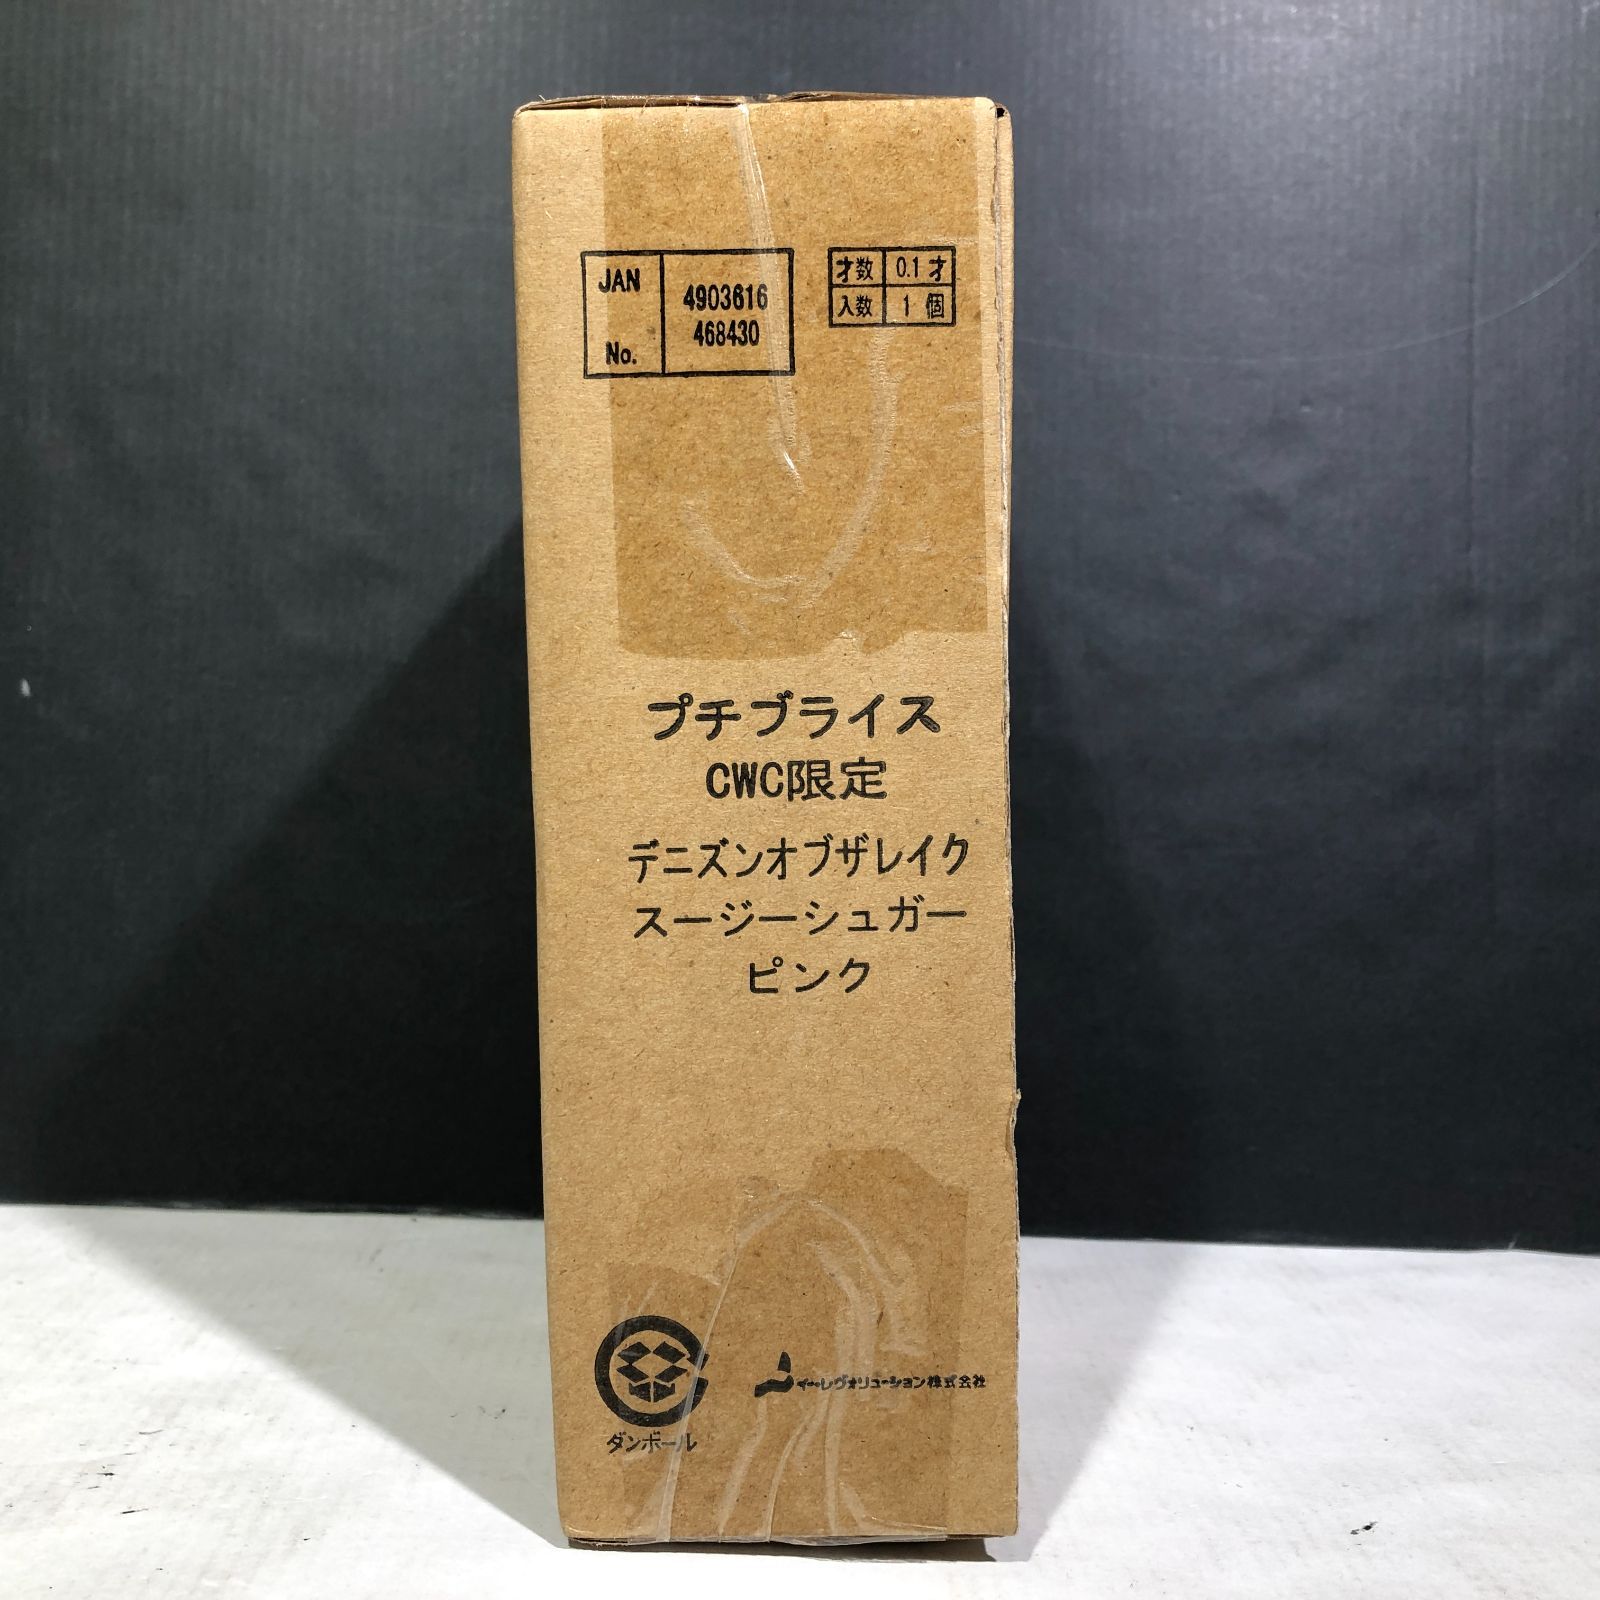 JAN No. 4903616
468430
才数 0.1 才
入数 1 個
プチブライス
CWC限定
デニズンオブザレイク
スージーシュガー
ピンク
ダンボール
イー・レヴォリューション株式会社